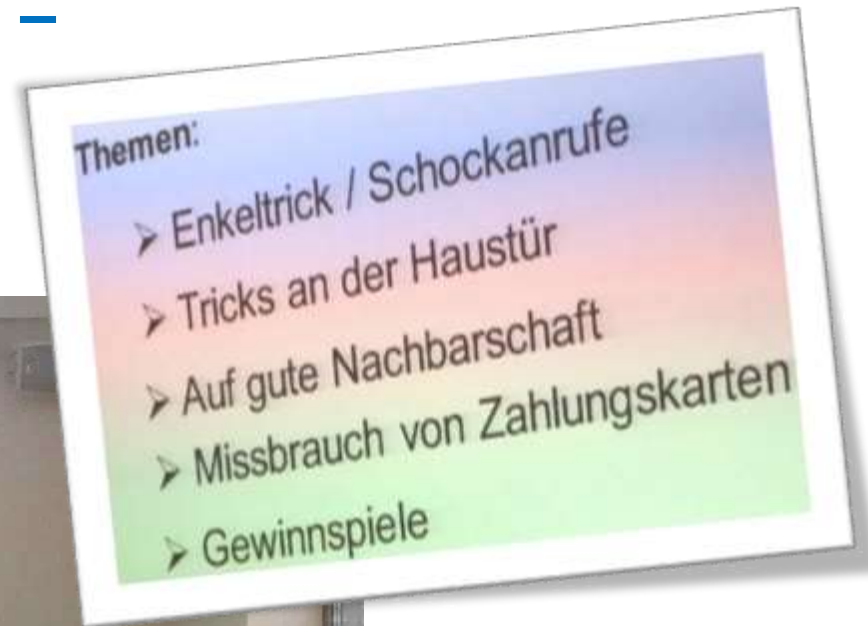 Themen:
➢ Enkeltrick / Schockanrufe
➢ Tricks an der Haustür
➢ Auf gute Nachbarschaft
➢ Missbrauch von Zahlungskarten
➢ Gewinnspiele